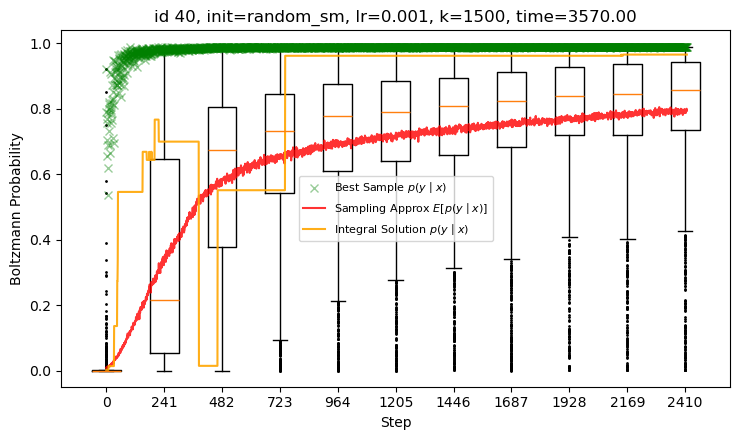 id 40, init=random_sm, lr=0.001, k=1500, time=3570.00
Boltzmann Probability
1.0
0.8
0.6
0.4
0.2
0.0
Best Sample p(y | x)
Sampling Approx E[p(y | x)]
Integral Solution p(y | x)
0 241 482 723 964 1205 1446 1687 1928 2169 2410
Step